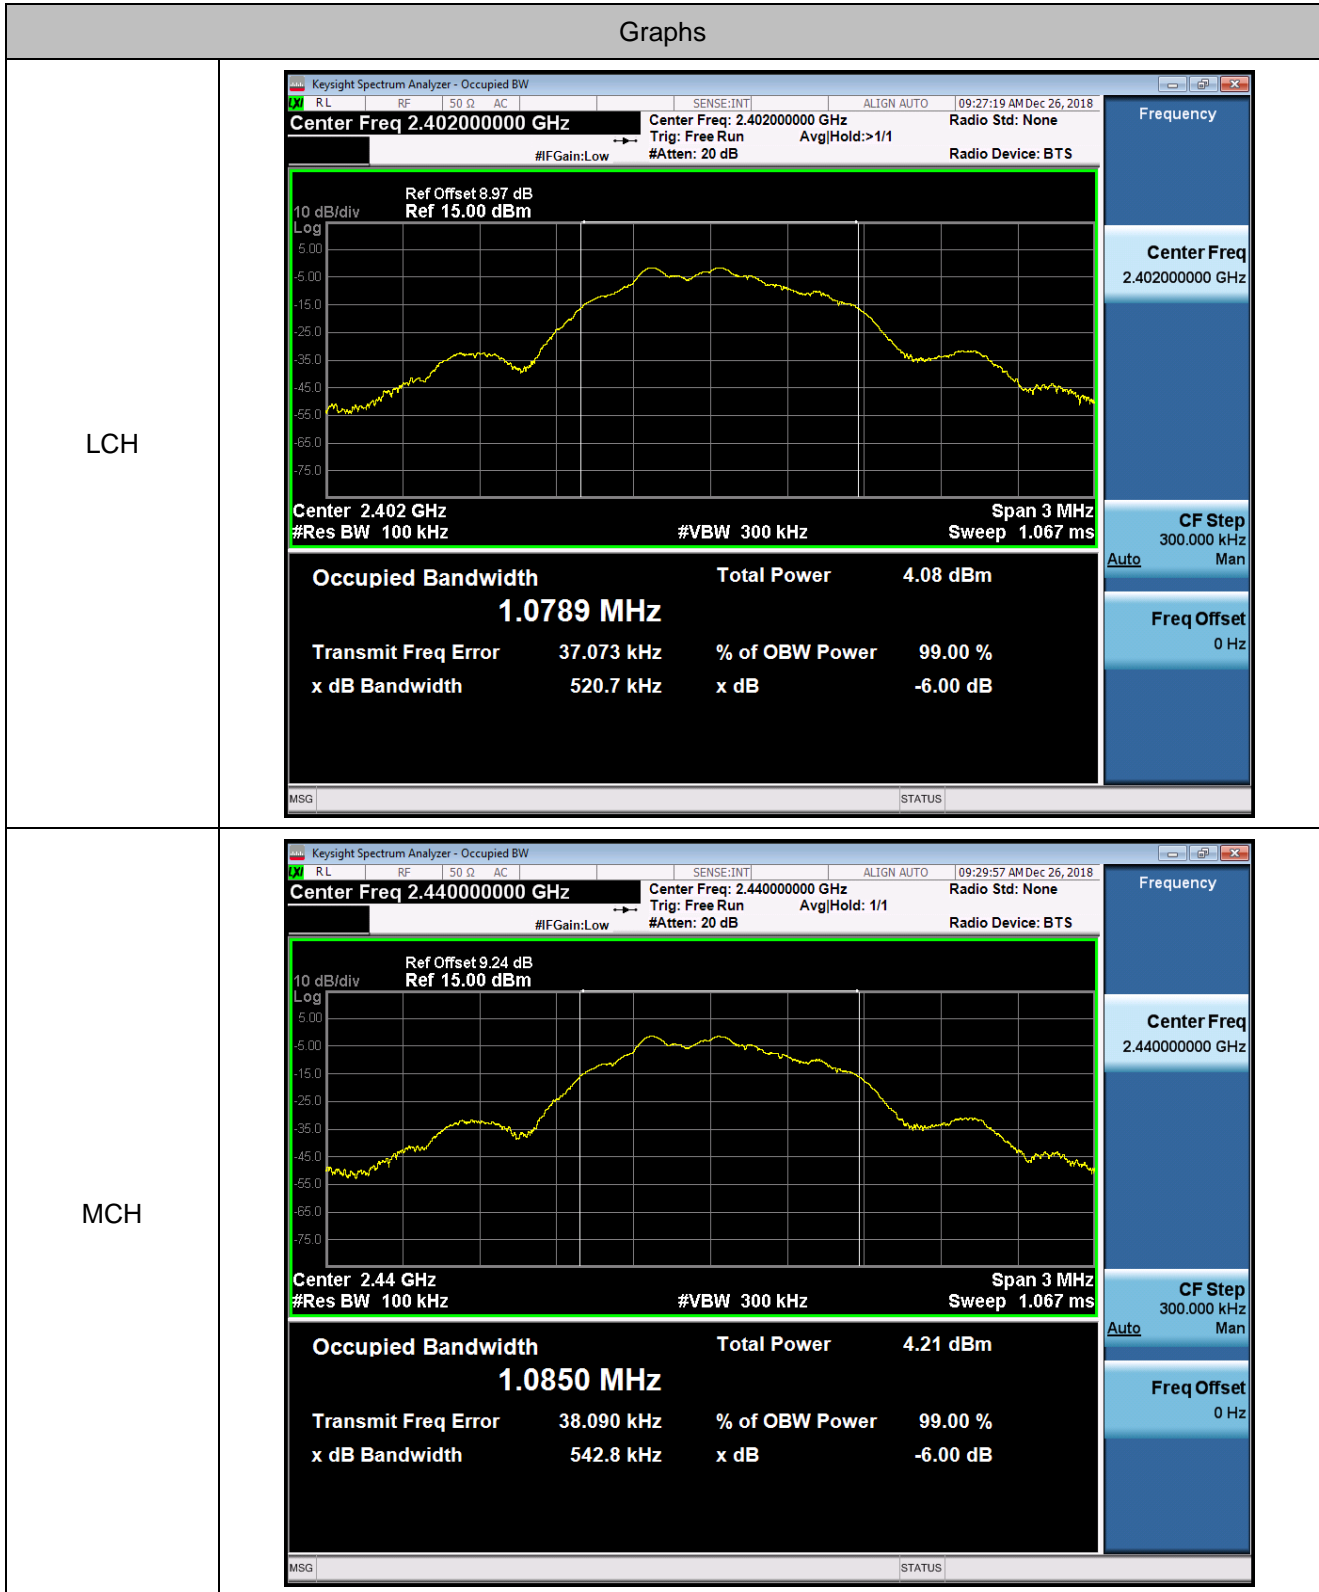 Graphs
LCH
Keysight Spectrum Analyzer - Occupied BW
LXI RL RF 50 Ω AC SENSE:INT ALIGN AUTO 09:27:19 AM Dec 26, 2018
Center Freq 2.402000000 GHz Center Freq: 2.402000000 GHz Radio Std: None
Trig: Free Run Avg|Hold:>1/1
#IFGain:Low #Atten: 20 dB Radio Device: BTS
Ref Offset 8.97 dB
10 dB/div Ref 15.00 dBm
Log
5.00
-5.00
-15.0
-25.0
-35.0
-45.0
-55.0
-65.0
-75.0
Center 2.402 GHz Span 3 MHz
#Res BW 100 kHz #VBW 300 kHz Sweep 1.067 ms
Occupied Bandwidth Total Power 4.08 dBm
1.0789 MHz
Transmit Freq Error 37.073 kHz % of OBW Power 99.00 %
x dB Bandwidth 520.7 kHz x dB -6.00 dB
MSG STATUS
Frequency
Center Freq
2.402000000 GHz
CF Step
300.000 kHz
Auto Man
Freq Offset
0 Hz
MCH
Keysight Spectrum Analyzer - Occupied BW
LXI RL RF 50 Ω AC SENSE:INT ALIGN AUTO 09:29:57 AM Dec 26, 2018
Center Freq 2.440000000 GHz Center Freq: 2.440000000 GHz Radio Std: None
Trig: Free Run Avg|Hold: 1/1
#IFGain:Low #Atten: 20 dB Radio Device: BTS
Ref Offset 9.24 dB
10 dB/div Ref 15.00 dBm
Log
5.00
-5.00
-15.0
-25.0
-35.0
-45.0
-55.0
-65.0
-75.0
Center 2.44 GHz Span 3 MHz
#Res BW 100 kHz #VBW 300 kHz Sweep 1.067 ms
Occupied Bandwidth Total Power 4.21 dBm
1.0850 MHz
Transmit Freq Error 38.090 kHz % of OBW Power 99.00 %
x dB Bandwidth 542.8 kHz x dB -6.00 dB
MSG STATUS
Frequency
Center Freq
2.440000000 GHz
CF Step
300.000 kHz
Auto Man
Freq Offset
0 Hz